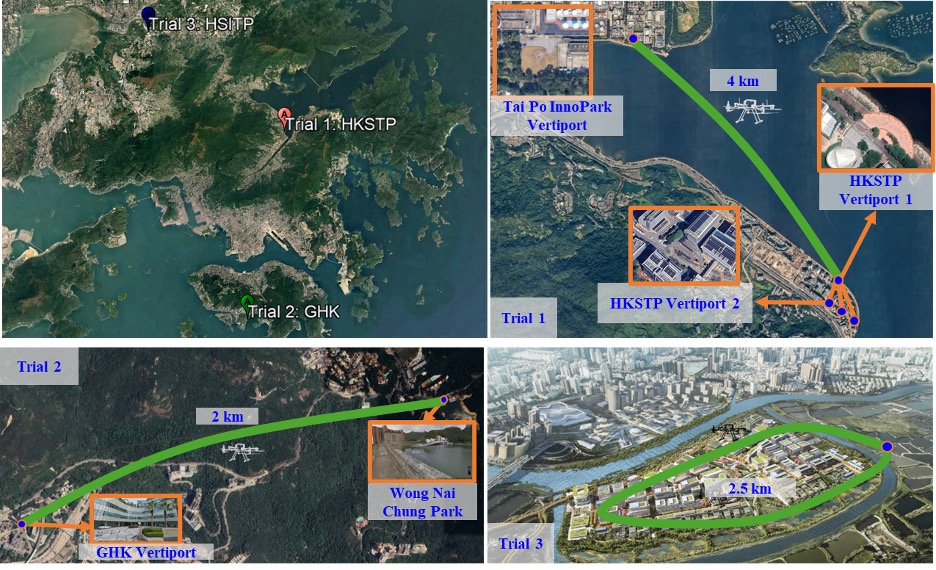 Trial 3: HSITP
Trial 1: HKSTP
Trial 2: GHK
Tai Po InnoPark
Vertiport
4 km
HKSTP
Vertiport 1
HKSTP Vertiport 2
Trial 1
Trial 2
2 km
Wong Nai
Chung Park
GHK Vertiport
2.5 km
Trial 3